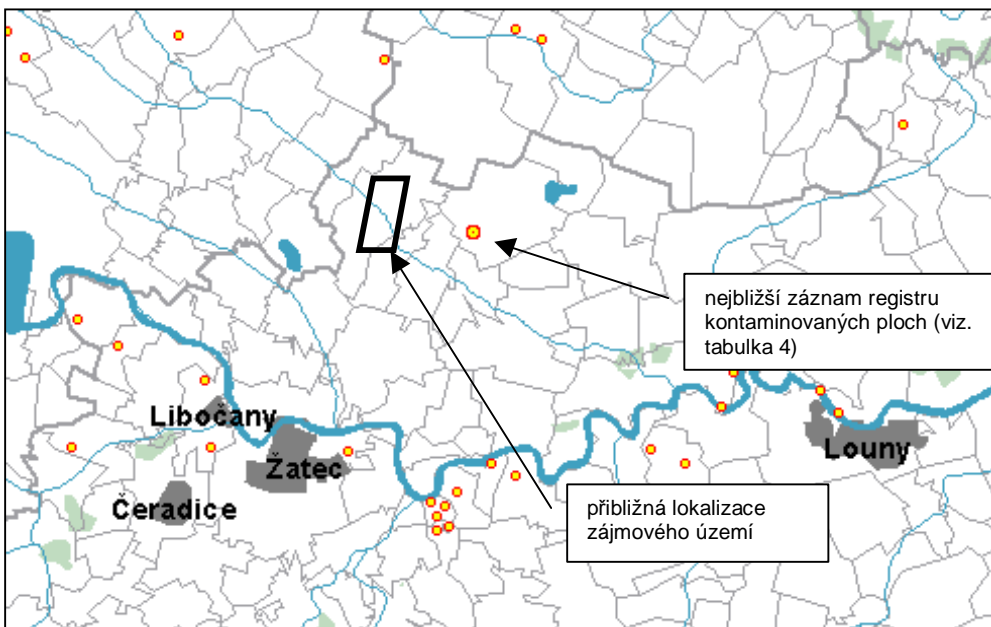 nejbližší záznam registru
kontaminovaných ploch (viz.
tabulka 4)
Libočany
Louny
Žatec
Čeradice
přibližná lokalizace
zájmového území